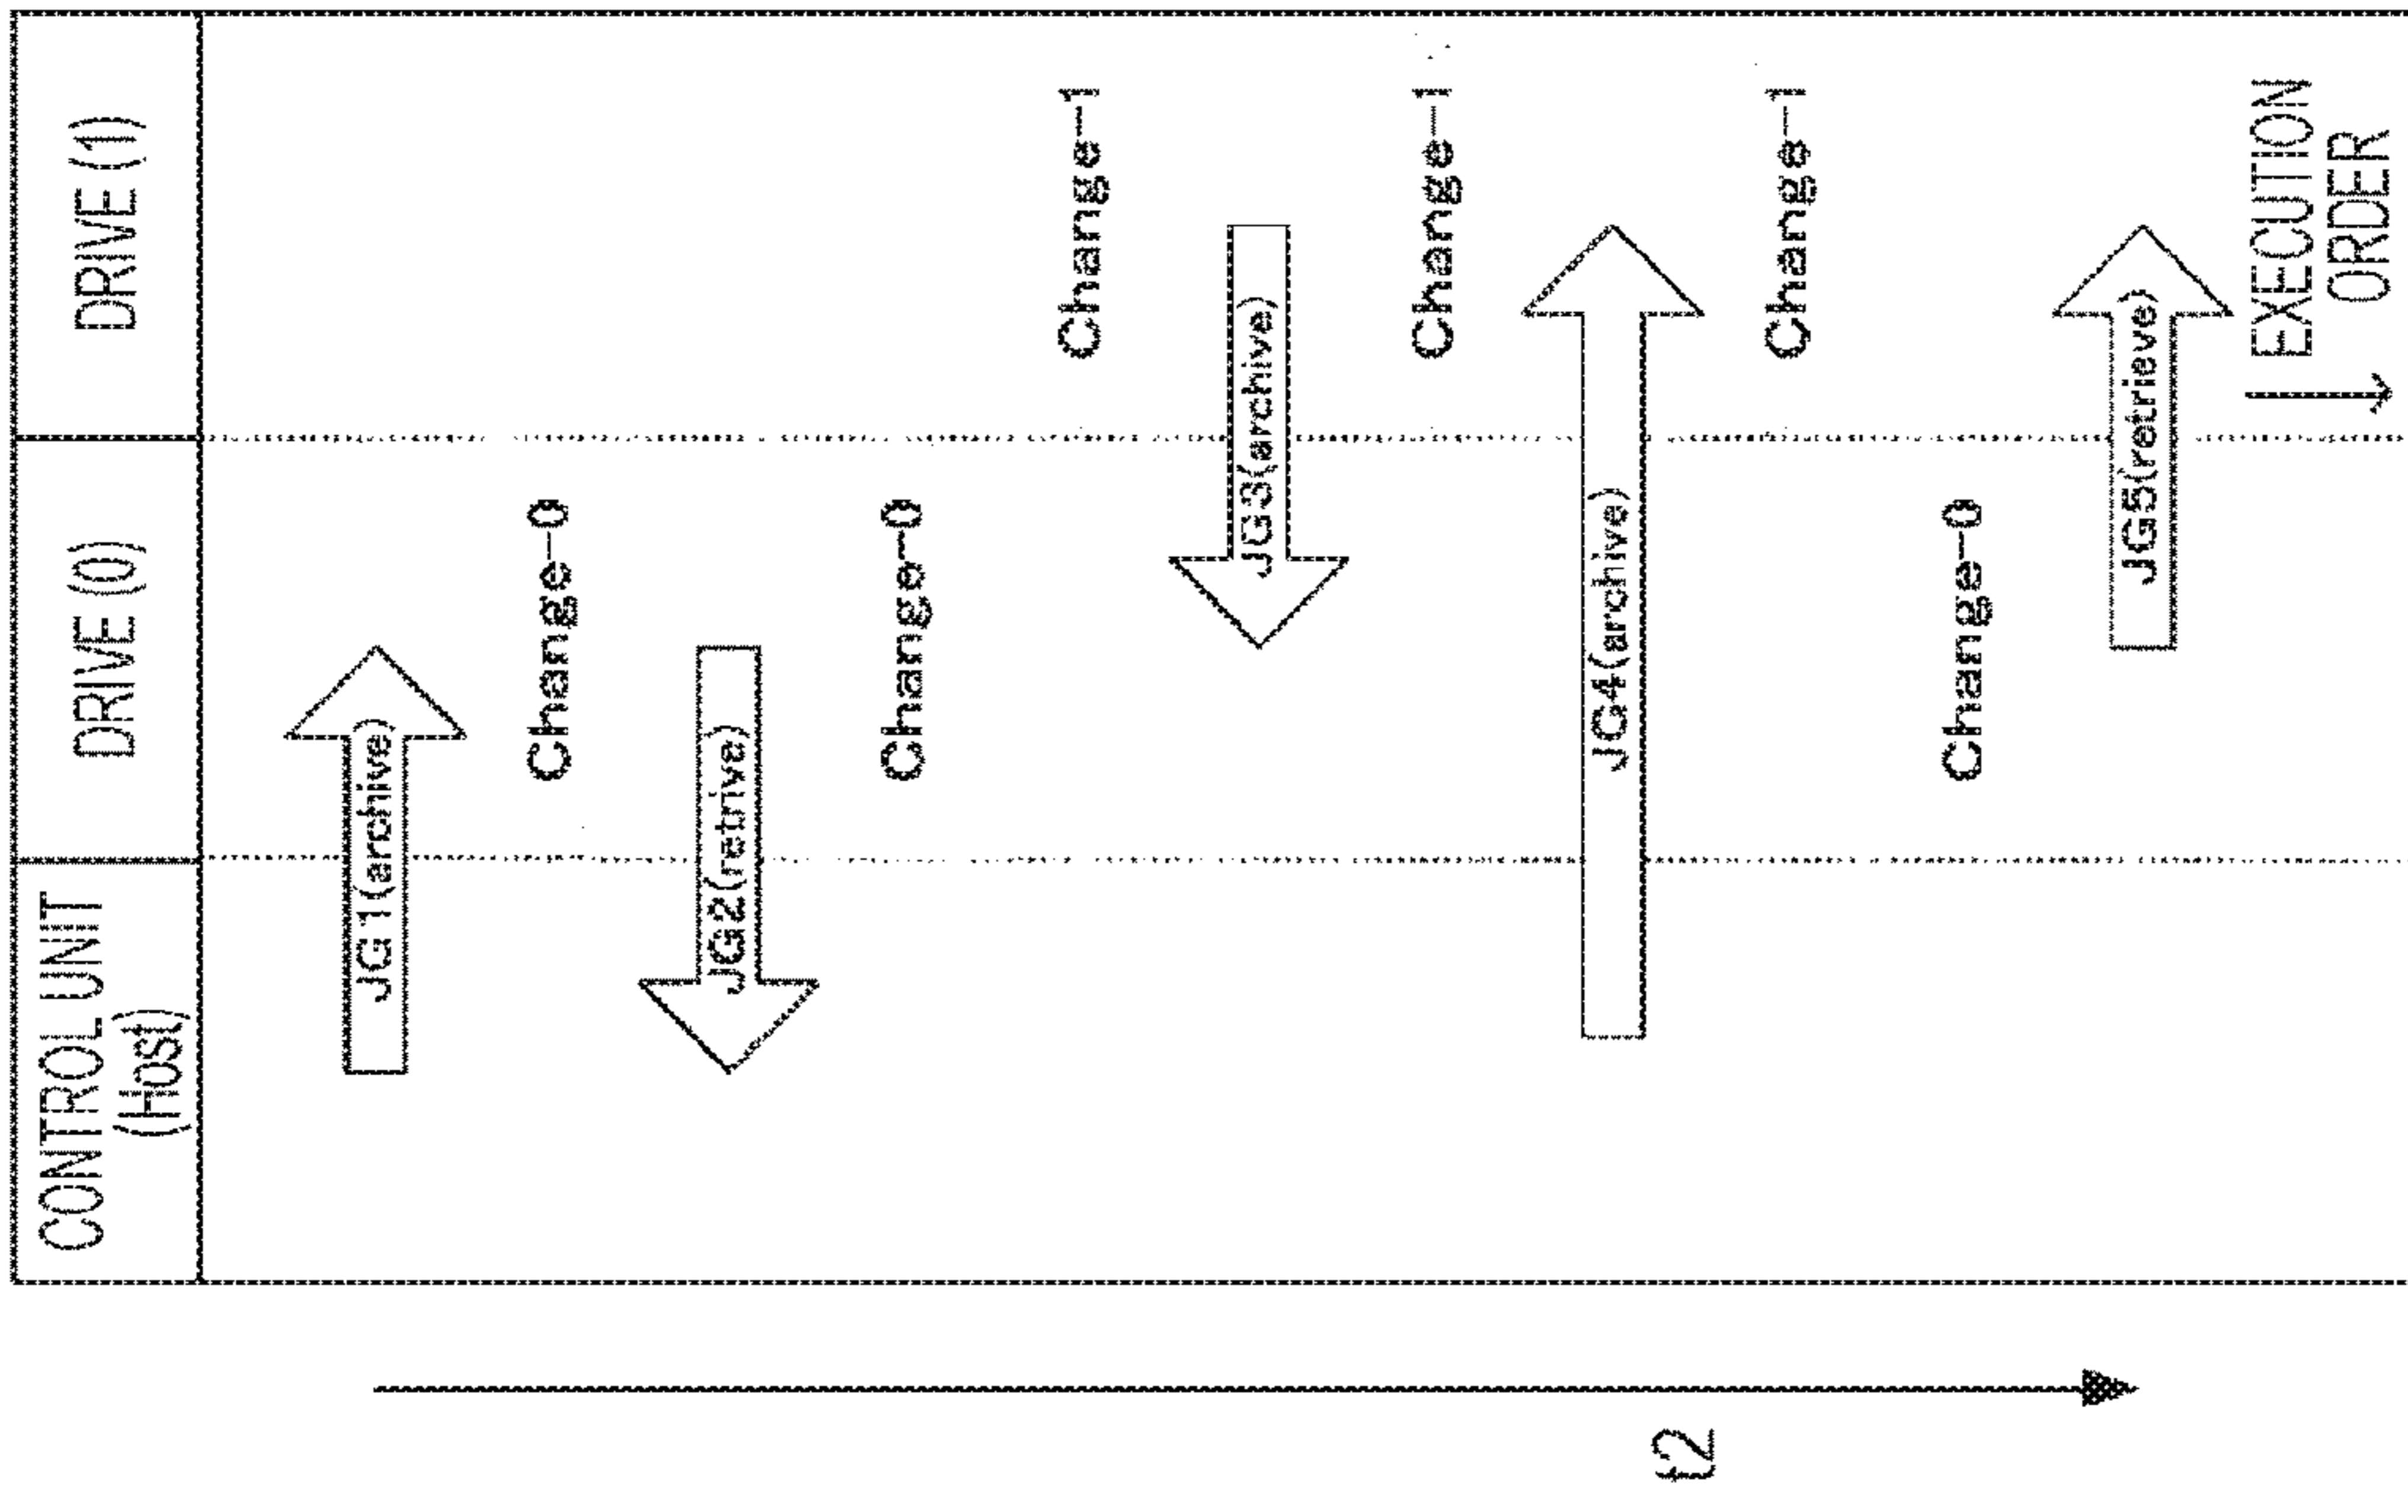 CONTROL UNIT
(Host)
DRIVE (0)
DRIVE (1)
JG1(archive)
Change-0
JG2(retrive)
Change-0
Change-1
JG3(archive)
Change-1
JG4(archive)
Change-1
Change-0
JG5(retrieve)
EXECUTION
ORDER
t2